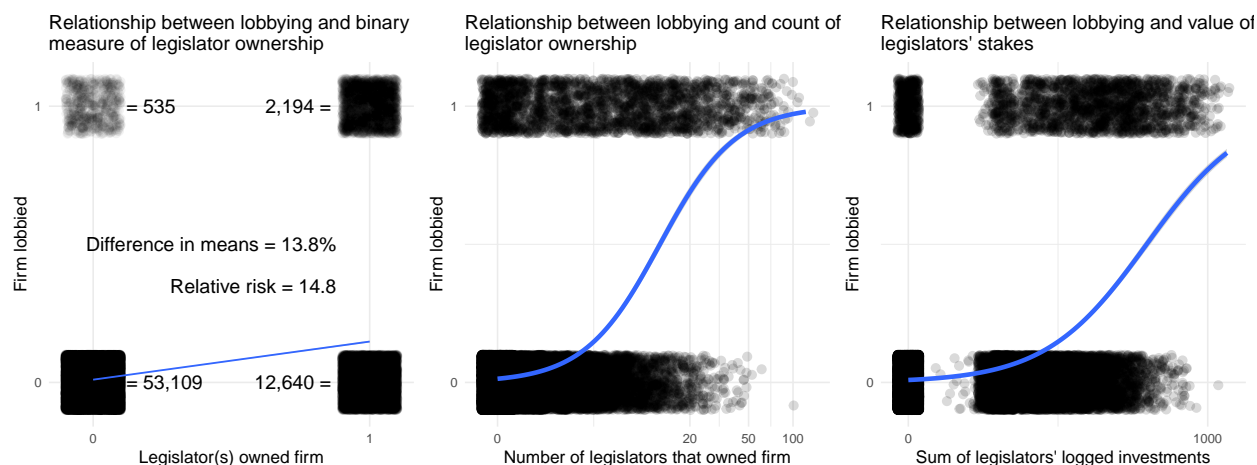 Relationship between lobbying and binary
measure of legislator ownership
Firm lobbied
1
0
= 535
2,194 =
Difference in means = 13.8%
Relative risk = 14.8
= 53,109
12,640 =
0
1
Legislator(s) owned firm
Relationship between lobbying and count of
legislator ownership
Firm lobbied
0
20
50
100
Number of legislators that owned firm
Relationship between lobbying and value of
legislators' stakes
Firm lobbied
1
0
0
1000
Sum of legislators' logged investments